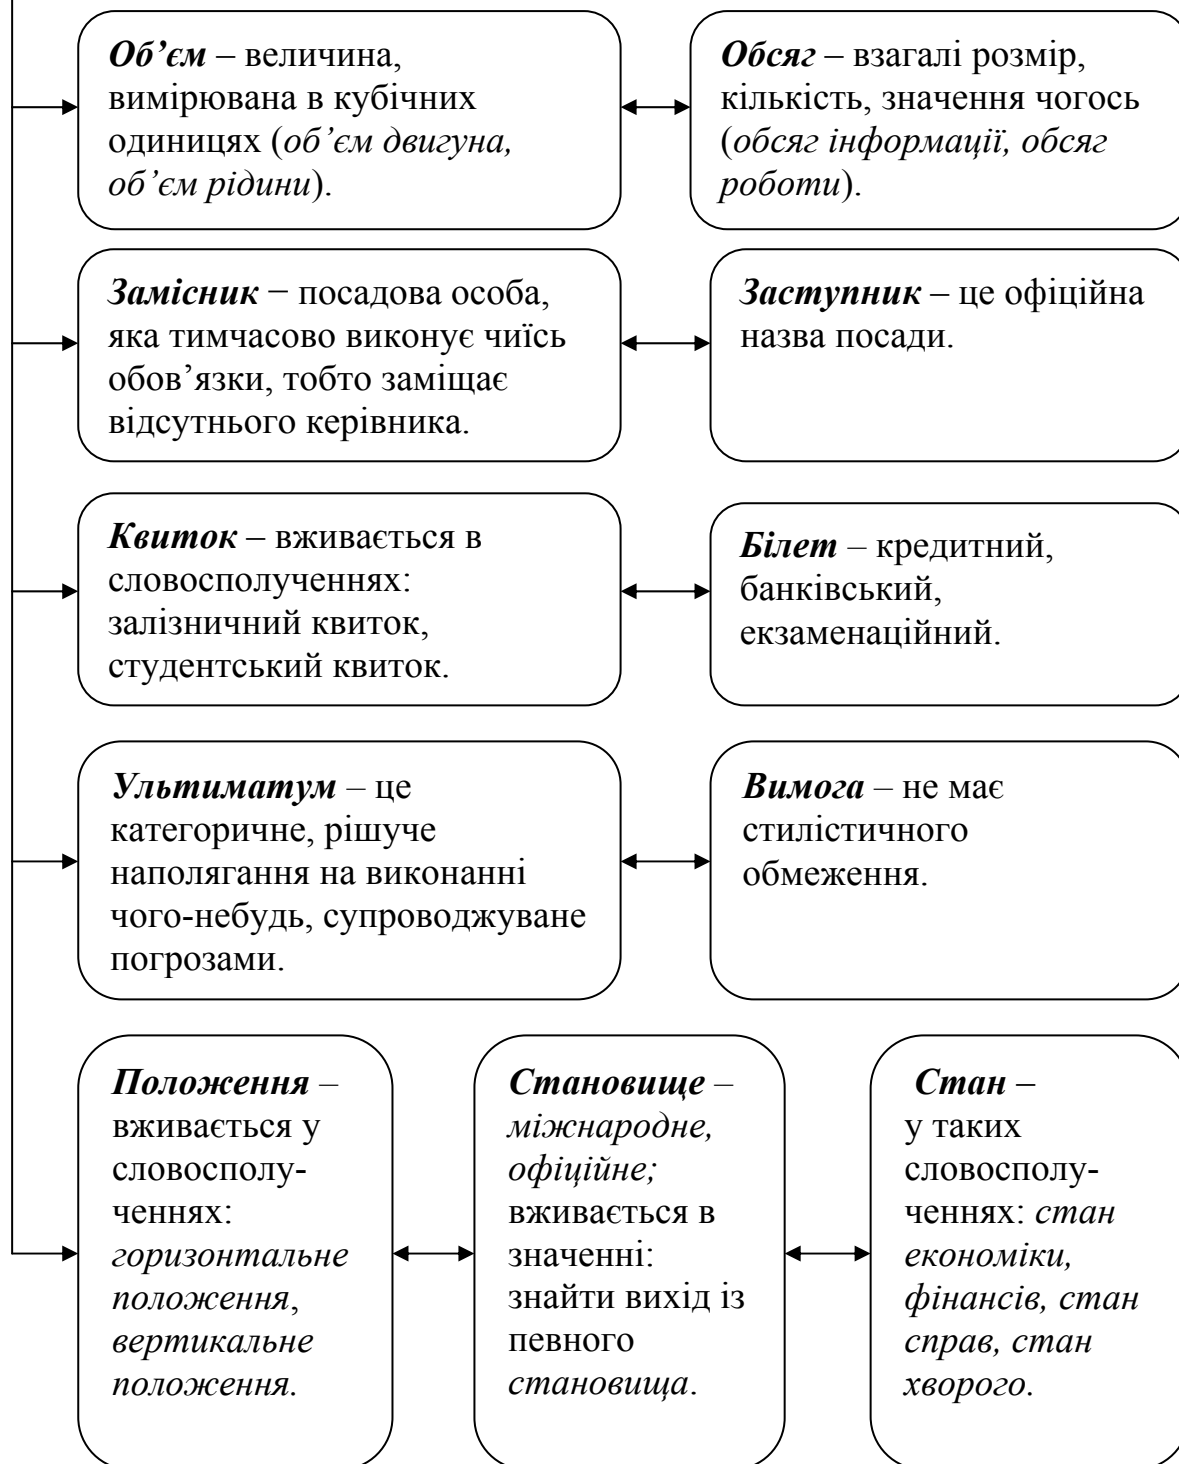 Об’єм – величина,
вимірювана в кубічних
одиницях (об’єм двигуна,
об’єм рідини).
Обсяг – взагалі розмір,
кількість, значення чогось
(обсяг інформації, обсяг
роботи).
Замісник − посадова особа,
яка тимчасово виконує чиїсь
обов’язки, тобто заміщає
відсутнього керівника.
Заступник – це офіційна
назва посади.
Квиток – вживається в
словосполученнях:
залізничний квиток,
студентський квиток.
Білет – кредитний,
банківський,
екзаменаційний.
Ультиматум – це
категоричне, рішуче
наполягання на виконанні
чого-небудь, супроводжуване
погрозами.
Вимога – не має
стилістичного
обмеження.
Положення –
вживається у
словосполу-
ченнях:
горизонтальне
положення,
вертикальне
положення.
Становище –
міжнародне,
офіційне;
вживається в
значенні:
знайти вихід із
певного
становища.
Стан –
у таких
словосполу-
ченнях: стан
економіки,
фінансів, стан
справ, стан
хворого.